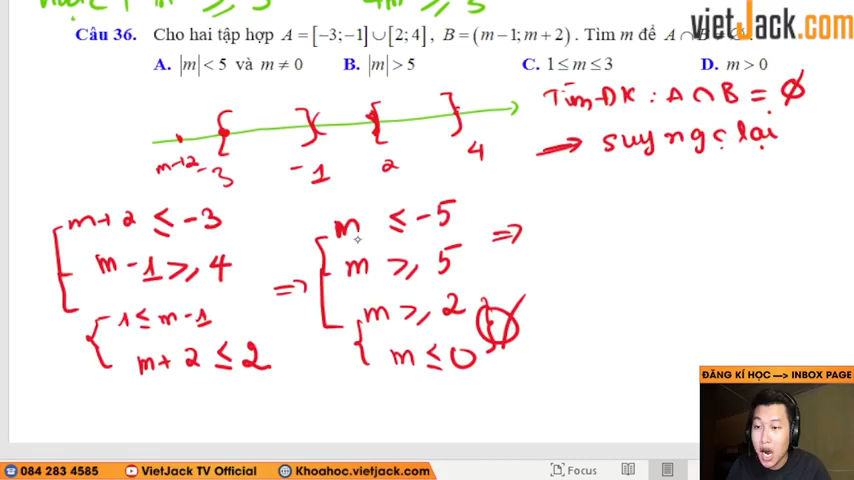 m ≥ 5
vietJack.com
Câu 36. Cho hai tập hợp A = [−3;−1] ∪ [2;4], B = (m−1; m+2). Tìm m để A ∩ B
A. |m| < 5 và m ≠ 0 B. |m| > 5 C. 1 ≤ m ≤ 3 D. m > 0
Tìm ĐK : A ∩ B = ∅
→ suy ngược lại
m+2 -3 -1 2 4
m+2 ≤ -3
m-1 ≥ 4
1 ≤ m-1
m+2 ≤ 2
=> m ≤ -5 =>
m ≥ 5
m ≥ 2
m ≤ 0
ĐĂNG KÍ HỌC —> INBOX PAGE
084 283 4585 VietJack TV Official Khoahoc.vietjack.com
Focus